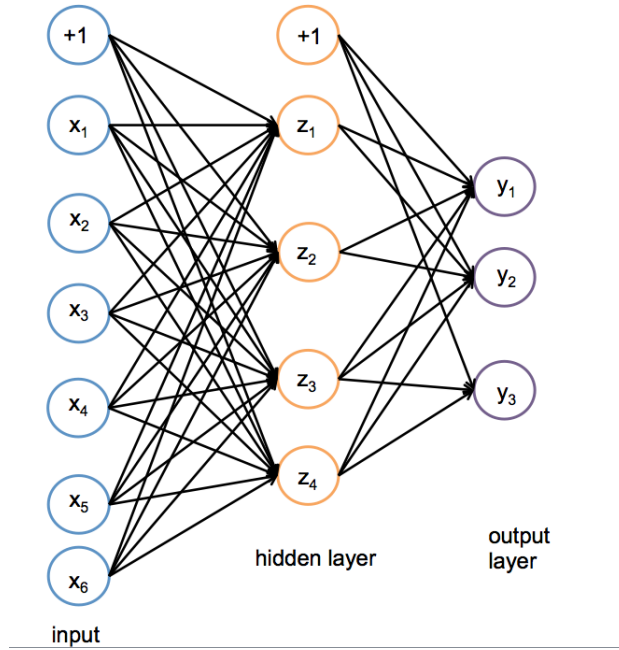 +1
x₁
x₂
x₃
x₄
x₅
x₆
input
+1
z₁
z₂
z₃
z₄
hidden layer
y₁
y₂
y₃
output
layer